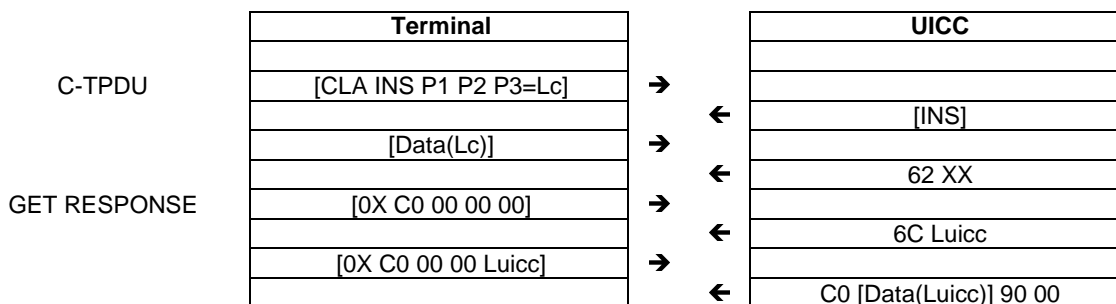 Terminal UICC
C-TPDU [CLA INS P1 P2 P3=Lc] ➔
🡸 [INS]
[Data(Lc)] ➔
🡸 62 XX
GET RESPONSE [0X C0 00 00 00] ➔
🡸 6C Luicc
[0X C0 00 00 Luicc] ➔
🡸 C0 [Data(Luicc)] 90 00